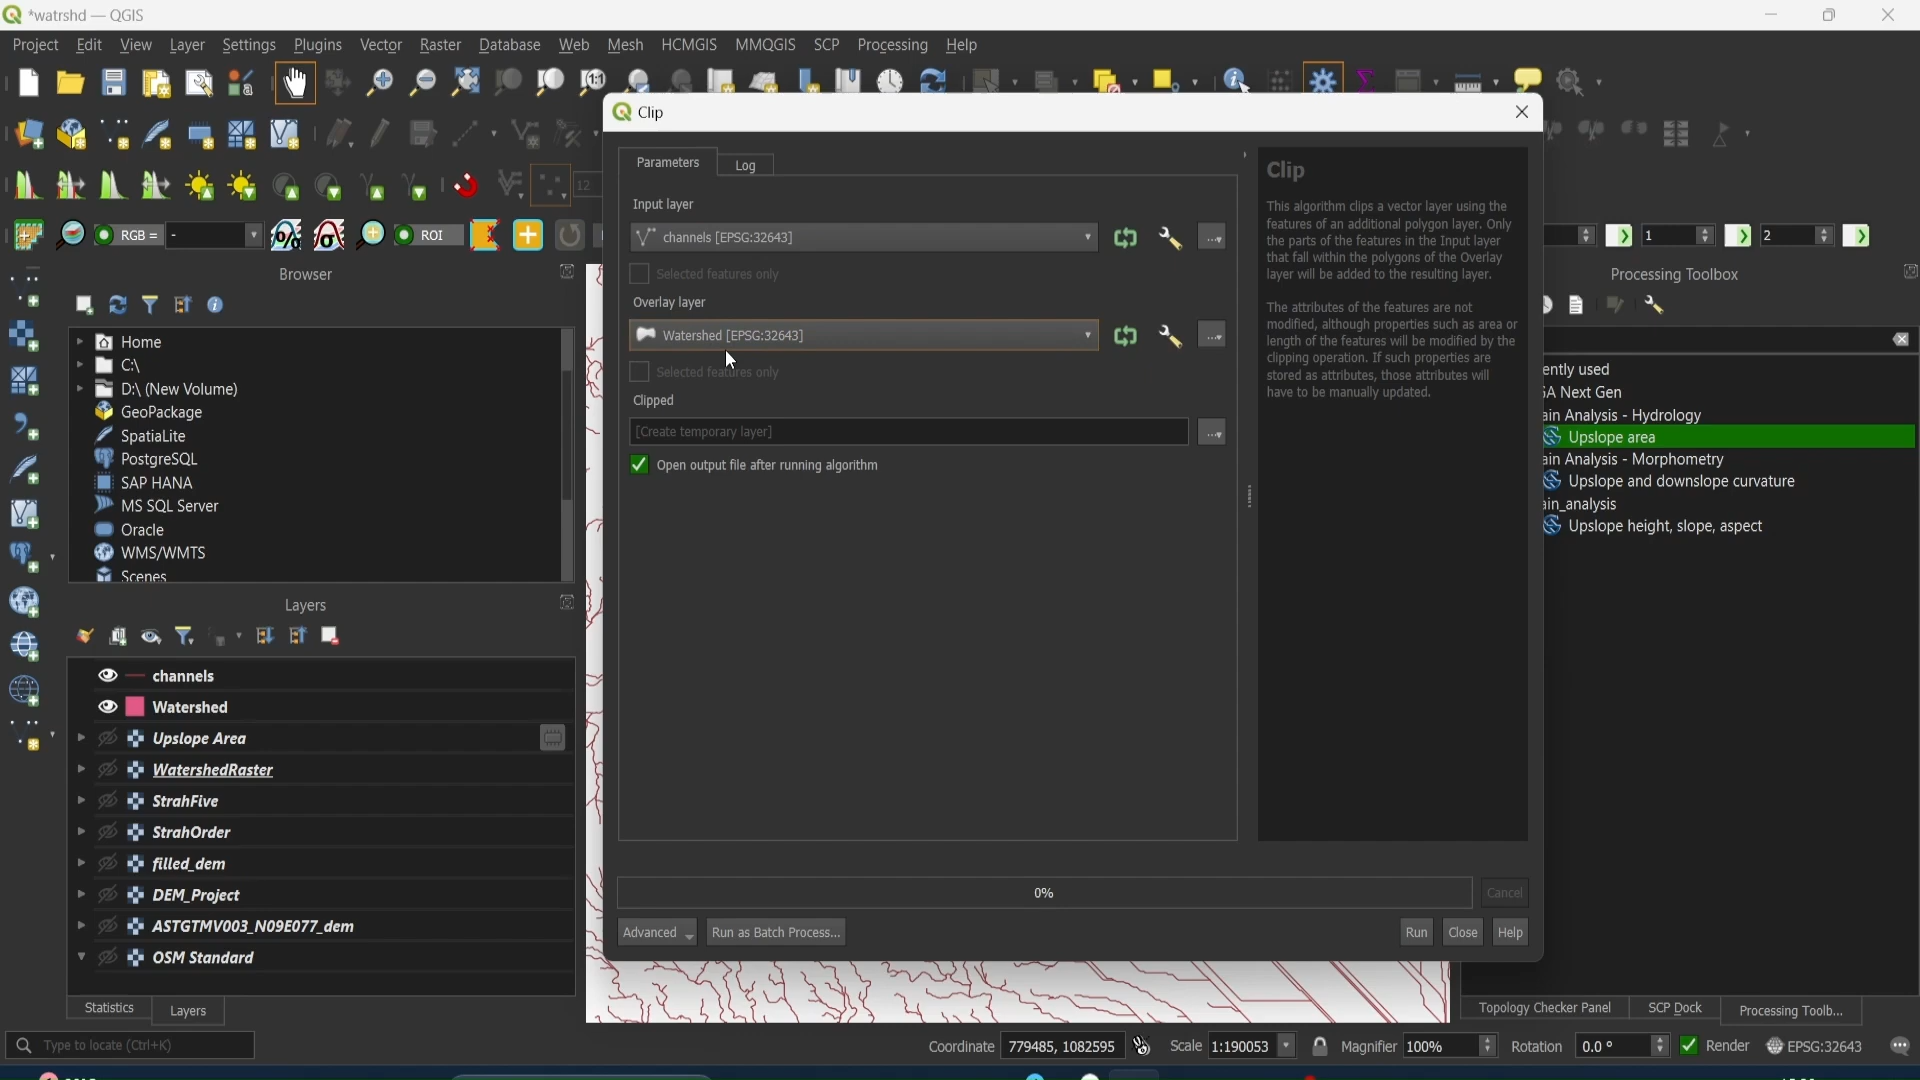 *watrshd — QGIS
Project Edit View Layer Settings Plugins Vector Raster Database Web Mesh HCMGIS MMQGIS SCP Processing Help
1:1
Clip
Parameters
Log
Input layer
channels [EPSG:32643]
Selected features only
Overlay layer
Watershed [EPSG:32643]
Selected features only
Clipped
[Create temporary layer]
Open output file after running algorithm
0%
Cancel
Advanced
Run as Batch Process...
Run
Close
Help
Clip
This algorithm clips a vector layer using the
features of an additional polygon layer. Only
the parts of the features in the Input layer
that fall within the polygons of the Overlay
layer will be added to the resulting layer.
The attributes of the features are not
modified, although properties such as area or
length of the features will be modified by the
clipping operation. If such properties are
stored as attributes, those attributes will
have to be manually updated.
12
RGB = -
ROI
1
2
Browser
Home
C:\
D:\ (New Volume)
GeoPackage
SpatiaLite
PostgreSQL
SAP HANA
MS SQL Server
Oracle
WMS/WMTS
Scenes
Layers
channels
Watershed
Upslope Area
WatershedRaster
StrahFive
StrahOrder
filled_dem
DEM_Project
ASTGTMV003_N09E077_dem
OSM Standard
Statistics
Layers
Processing Toolbox
ently used
GA Next Gen
ain Analysis - Hydrology
Upslope area
ain Analysis - Morphometry
Upslope and downslope curvature
ain_analysis
Upslope height, slope, aspect
Topology Checker Panel
SCP Dock
Processing Toolb...
Type to locate (Ctrl+K)
Coordinate 779485, 1082595
Scale 1:190053
Magnifier 100%
Rotation 0.0 °
Render
EPSG:32643